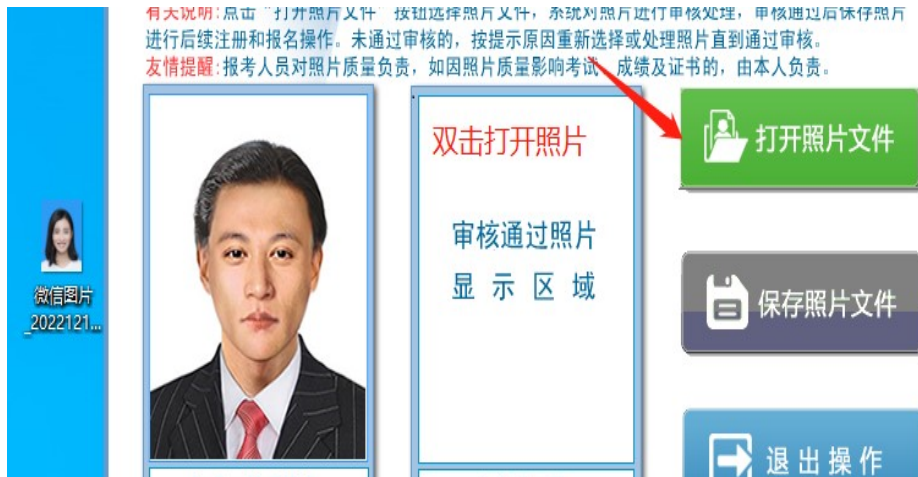 有关说明:点击“打开照片文件”按钮选择照片文件，系统对照片进行审核处理，审核通过后保存照片
进行后续注册和报名操作。未通过审核的，按提示原因重新选择或处理照片直到通过审核。
友情提醒:报考人员对照片质量负责，如因照片质量影响考试、成绩及证书的，由本人负责。
双击打开照片
审核通过照片
显示区域
打开照片文件
微信图片
_2022121...
保存照片文件
退出操作